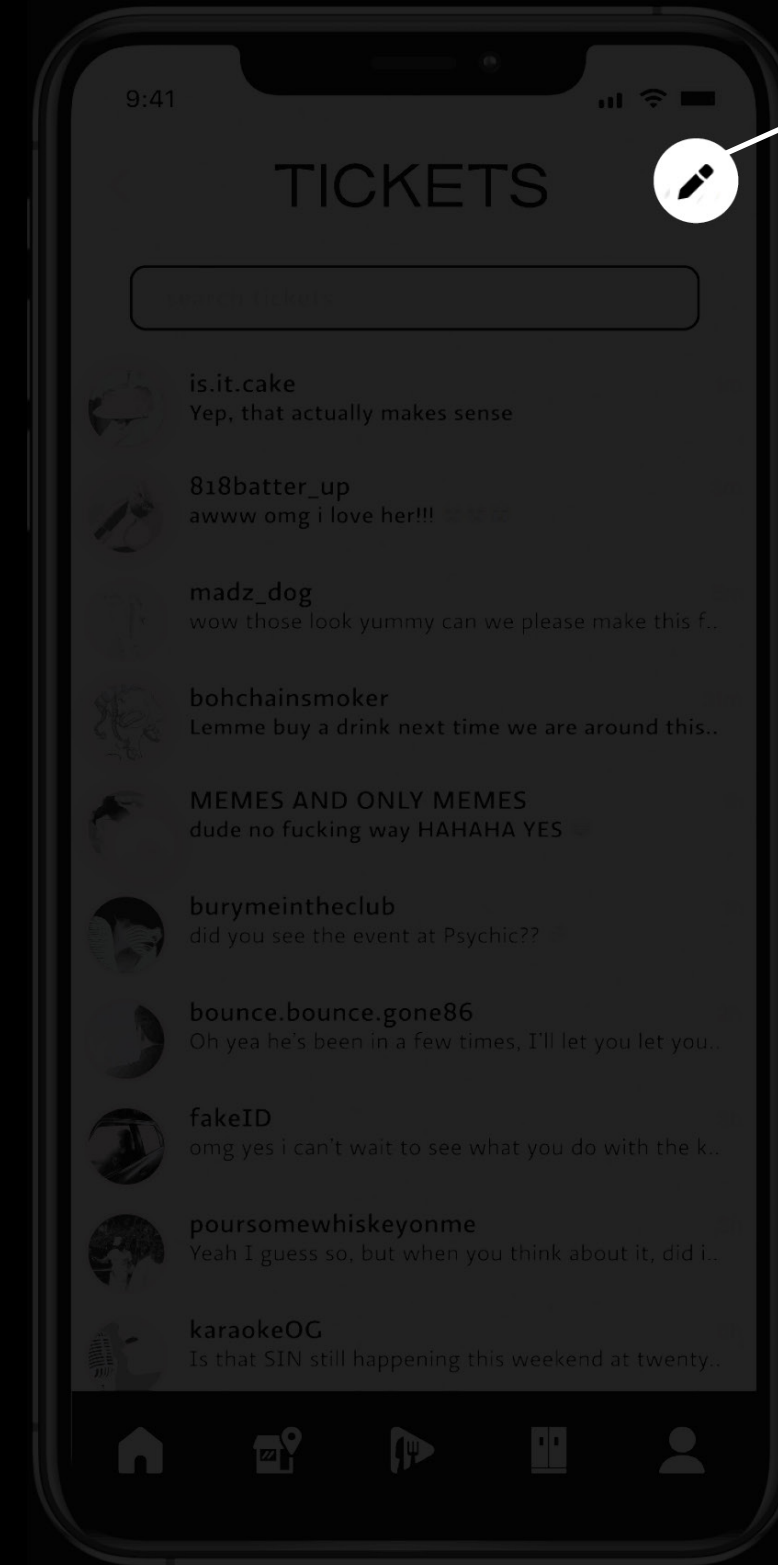 9:41
TICKETS
search tickets
is.it.cake
Yep, that actually makes sense
818batter_up
awww omg i love her!!!
madz_dog
wow those look yummy can we please make this f..
bohchainsmoker
Lemme buy a drink next time we are around this..
MEMES AND ONLY MEMES
dude no fucking way HAHAHA YES
burymeintheclub
did you see the event at Psychic??
bounce.bounce.gone86
Oh yea he's been in a few times, I'll let you let you..
fakeID
omg yes i can't wait to see what you do with the k..
poursomewhiskeyonme
Yeah I guess so, but when you think about it, did i..
karaokeOG
Is that SIN still happening this weekend at twenty..